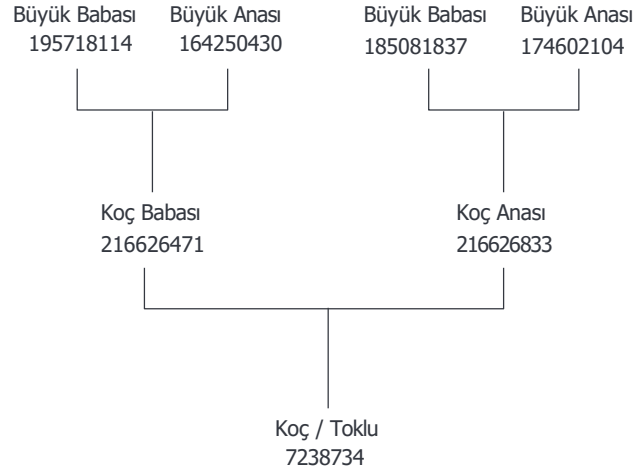 Büyük Babası Büyük Anası Büyük Babası Büyük Anası
195718114 164250430 185081837 174602104
Koç Babası Koç Anası
216626471 216626833
Koç / Toklu
7238734